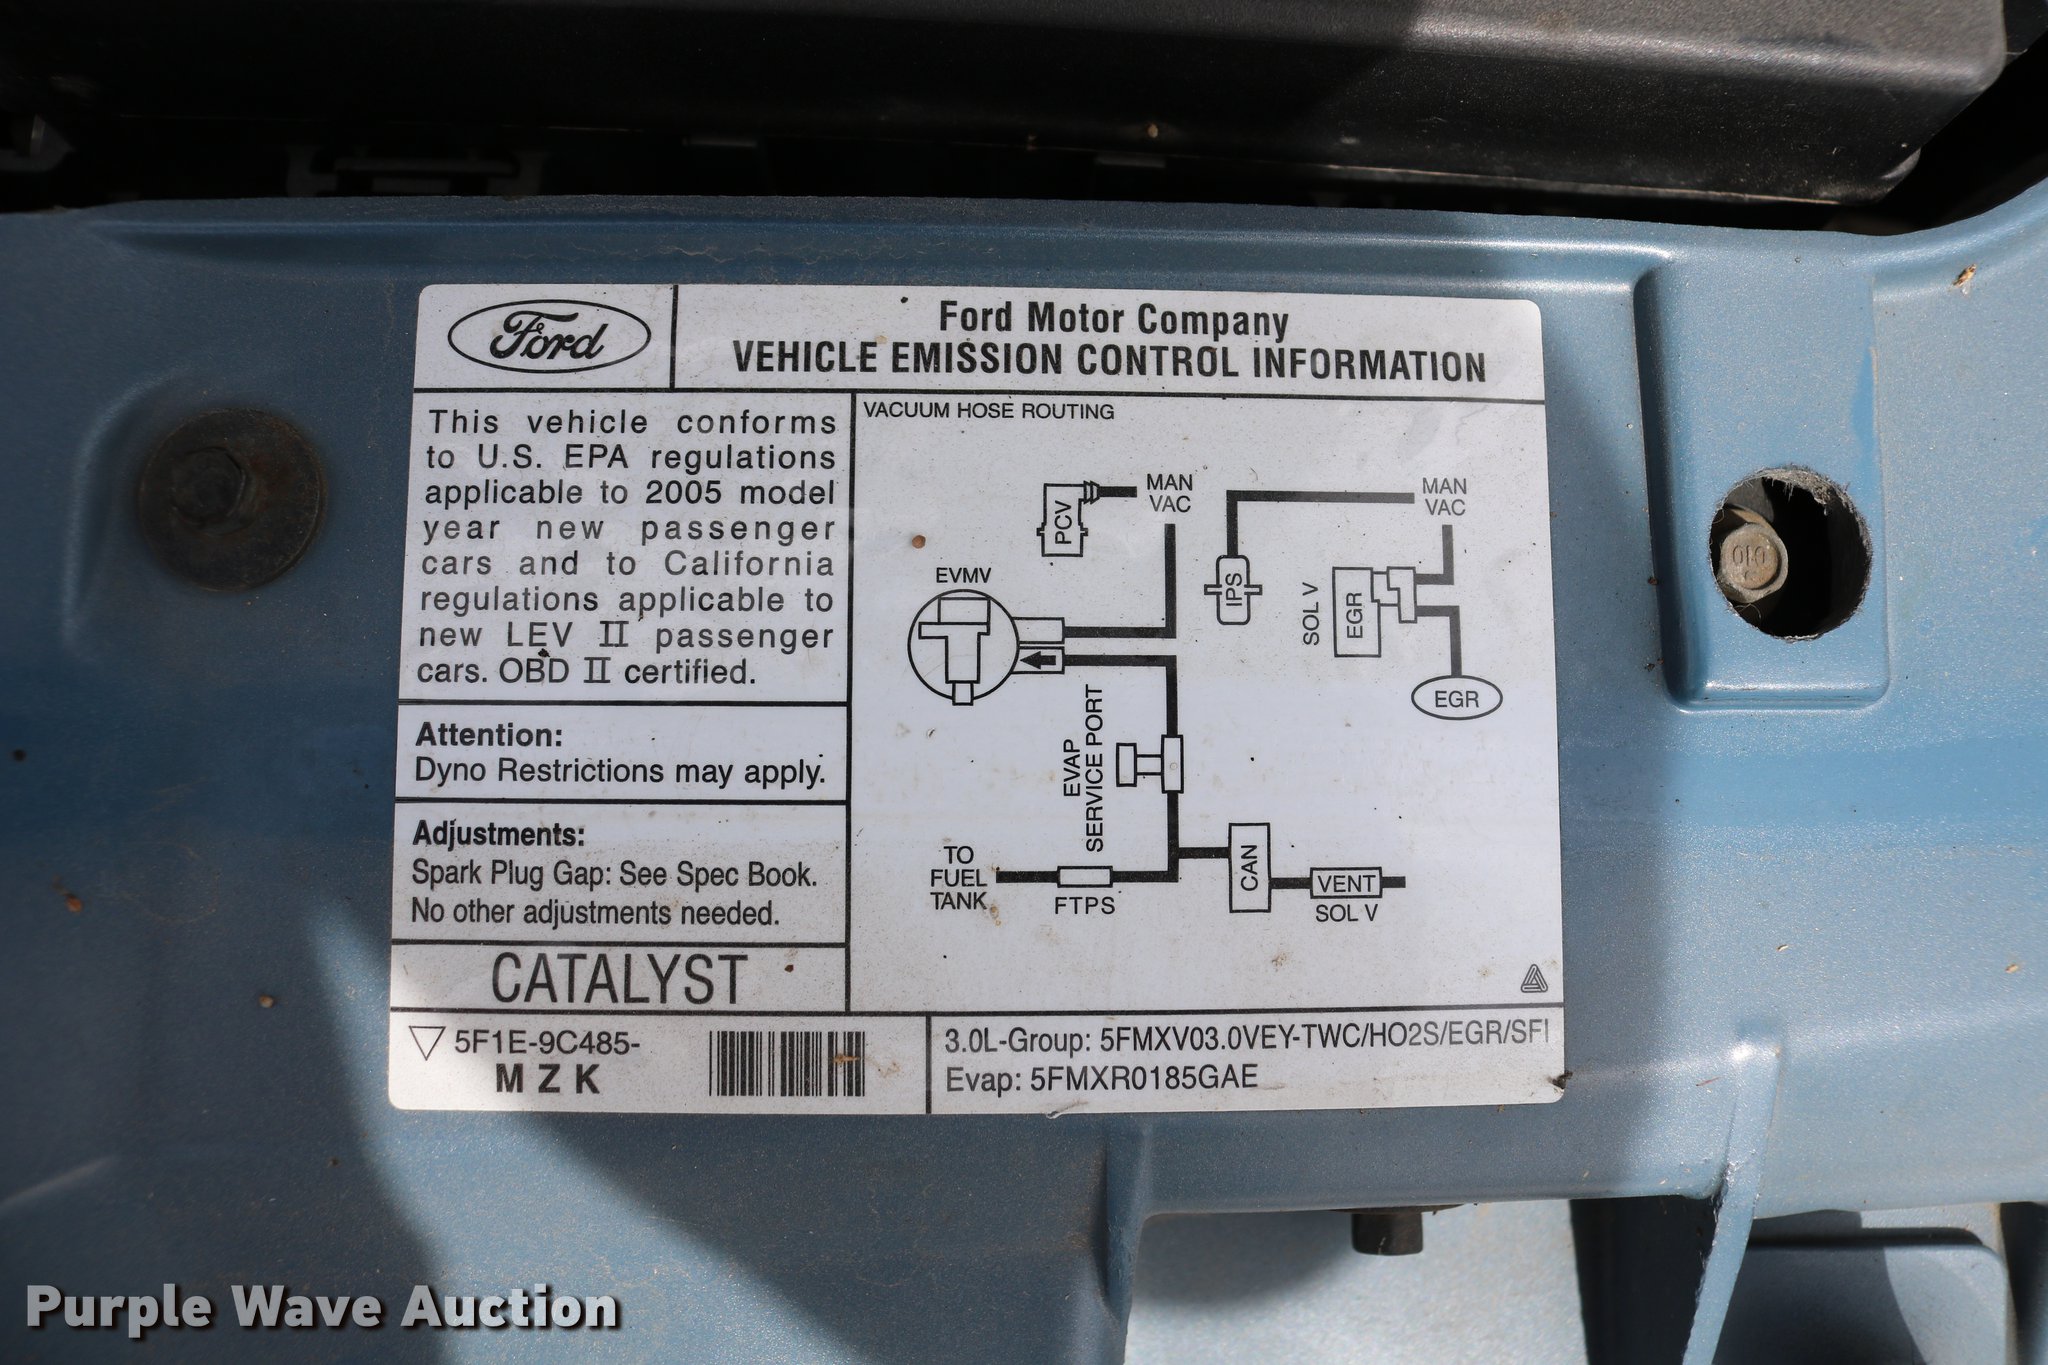 Ford
Ford Motor Company
VEHICLE EMISSION CONTROL INFORMATION
This vehicle conforms
to U.S. EPA regulations
applicable to 2005 model
year new passenger
cars and to California
regulations applicable to
new LEV II passenger
cars. OBD II certified.
Attention:
Dyno Restrictions may apply.
Adjustments:
Spark Plug Gap: See Spec Book.
No other adjustments needed.
CATALYST
VACUUM HOSE ROUTING
PCV
MAN
VAC
IPS
MAN
VAC
EVMV
SOL V
EGR
EGR
EVAP
SERVICE PORT
TO
FUEL
TANK
FTPS
CAN
VENT
SOL V
5F1E-9C485-
M Z K
3.0L-Group: 5FMXV03.0VEY-TWC/HO2S/EGR/SFI
Evap: 5FMXR0185GAE
010
Purple Wave Auction